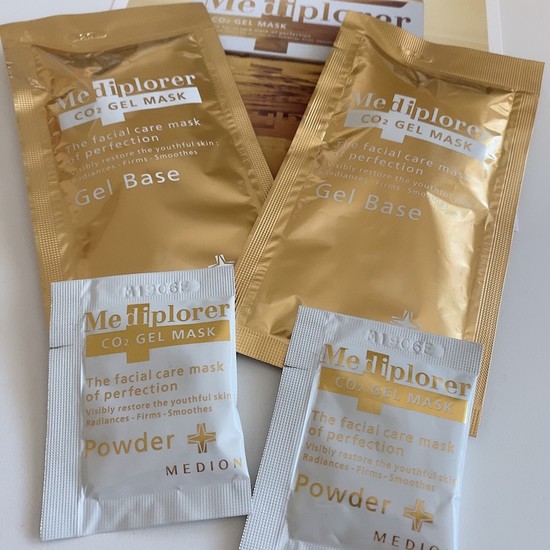 Mediplorer
CO2 GEL MASK
Mediplorer
CO2 GEL MASK
The facial care mask
of perfection
Visibly restore the youthful skin
Radiances - Firms - Smoothes
Gel Base
Mediplorer
CO2 GEL MASK
The facial care mask
of perfection
Visibly restore the youthful skin
Radiances - Firms - Smoothes
Gel Base
M19C6E
Mediplorer
CO2 GEL MASK
The facial care mask
of perfection
Visibly restore the youthful skin
Radiances - Firms - Smoothes
Powder
MEDION
M19C6E
Mediplorer
CO2 GEL MASK
The facial care mask
of perfection
Visibly restore the youthful skin
Radiances - Firms - Smoothes
Powder
MEDION